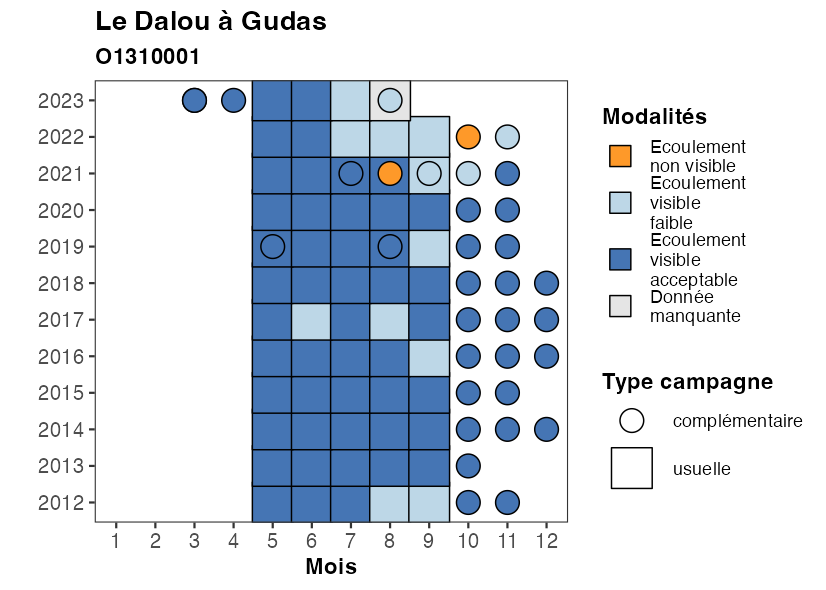 Le Dalou à Gudas
O1310001
2023
2022
2021
2020
2019
2018
2017
2016
2015
2014
2013
2012
1 2 3 4 5 6 7 8 9 10 11 12
Mois
Modalités
Ecoulement
non visible
Ecoulement
visible
faible
Ecoulement
visible
acceptable
Donnée
manquante
Type campagne
complémentaire
usuelle